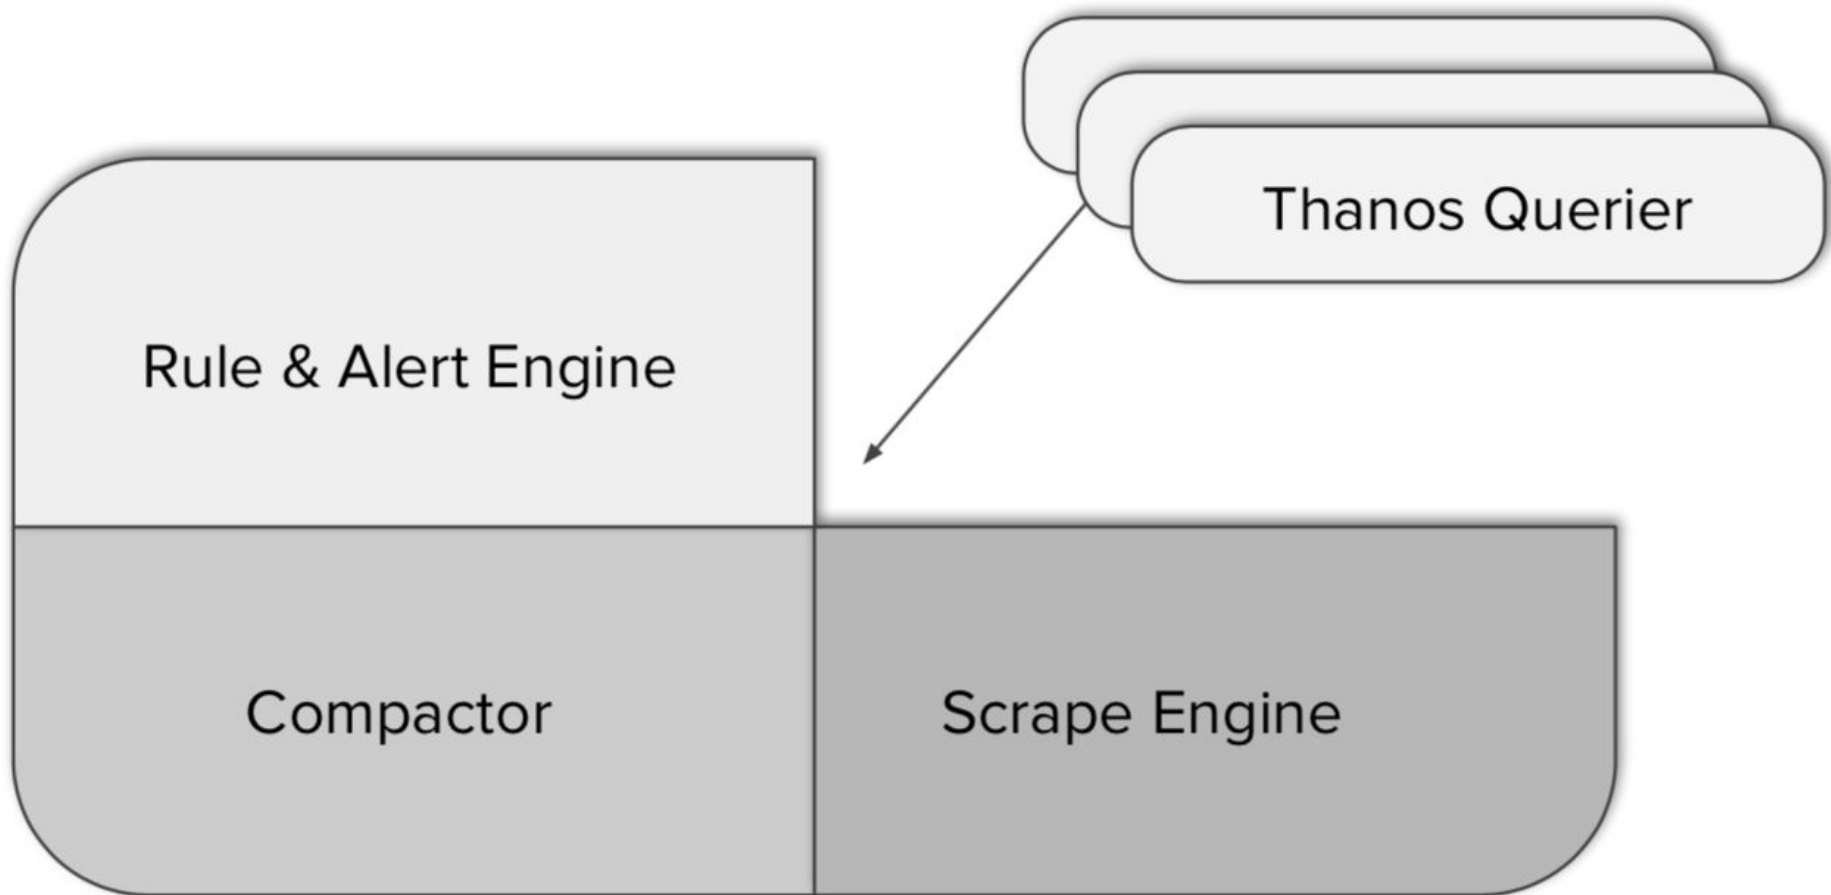 Thanos Querier
Rule & Alert Engine
Compactor
Scrape Engine